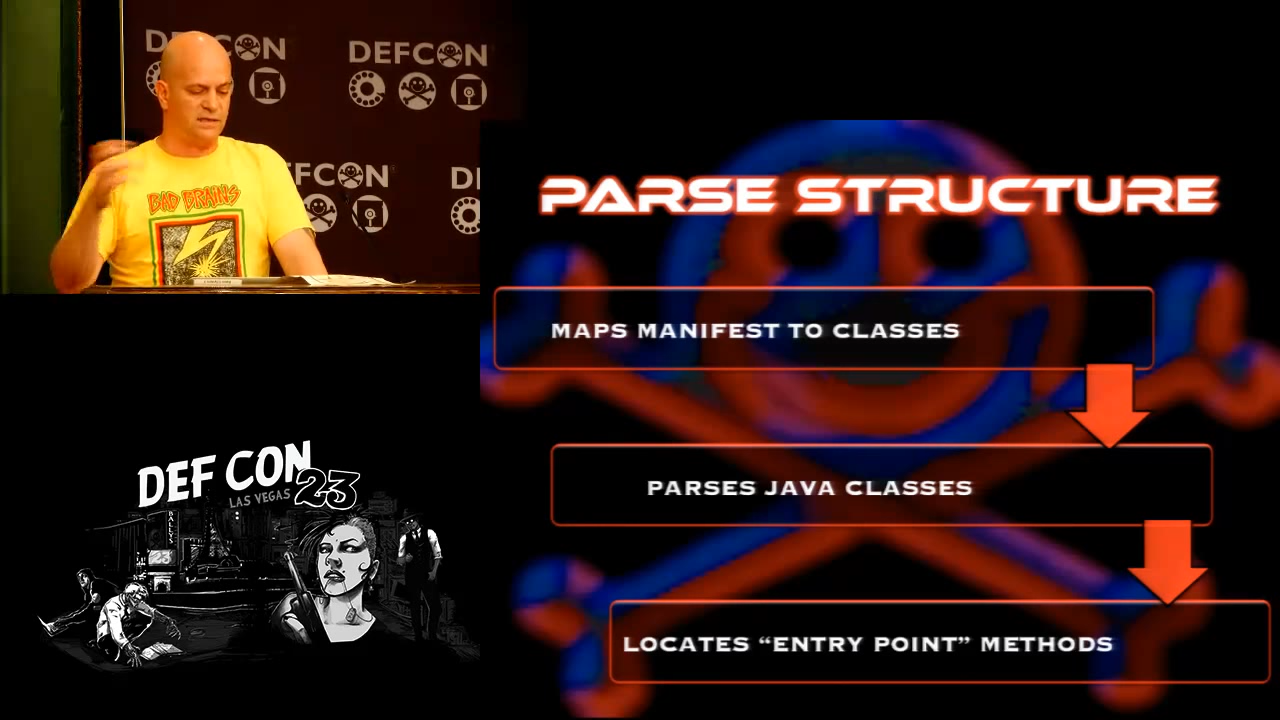 DEFCON
DEFCON
DEFCON
BAD BRAINS
PARSE STRUCTURE
MAPS MANIFEST TO CLASSES
PARSES JAVA CLASSES
LOCATES “ENTRY POINT” METHODS
DEF CON 23
LAS VEGAS
BALLYS